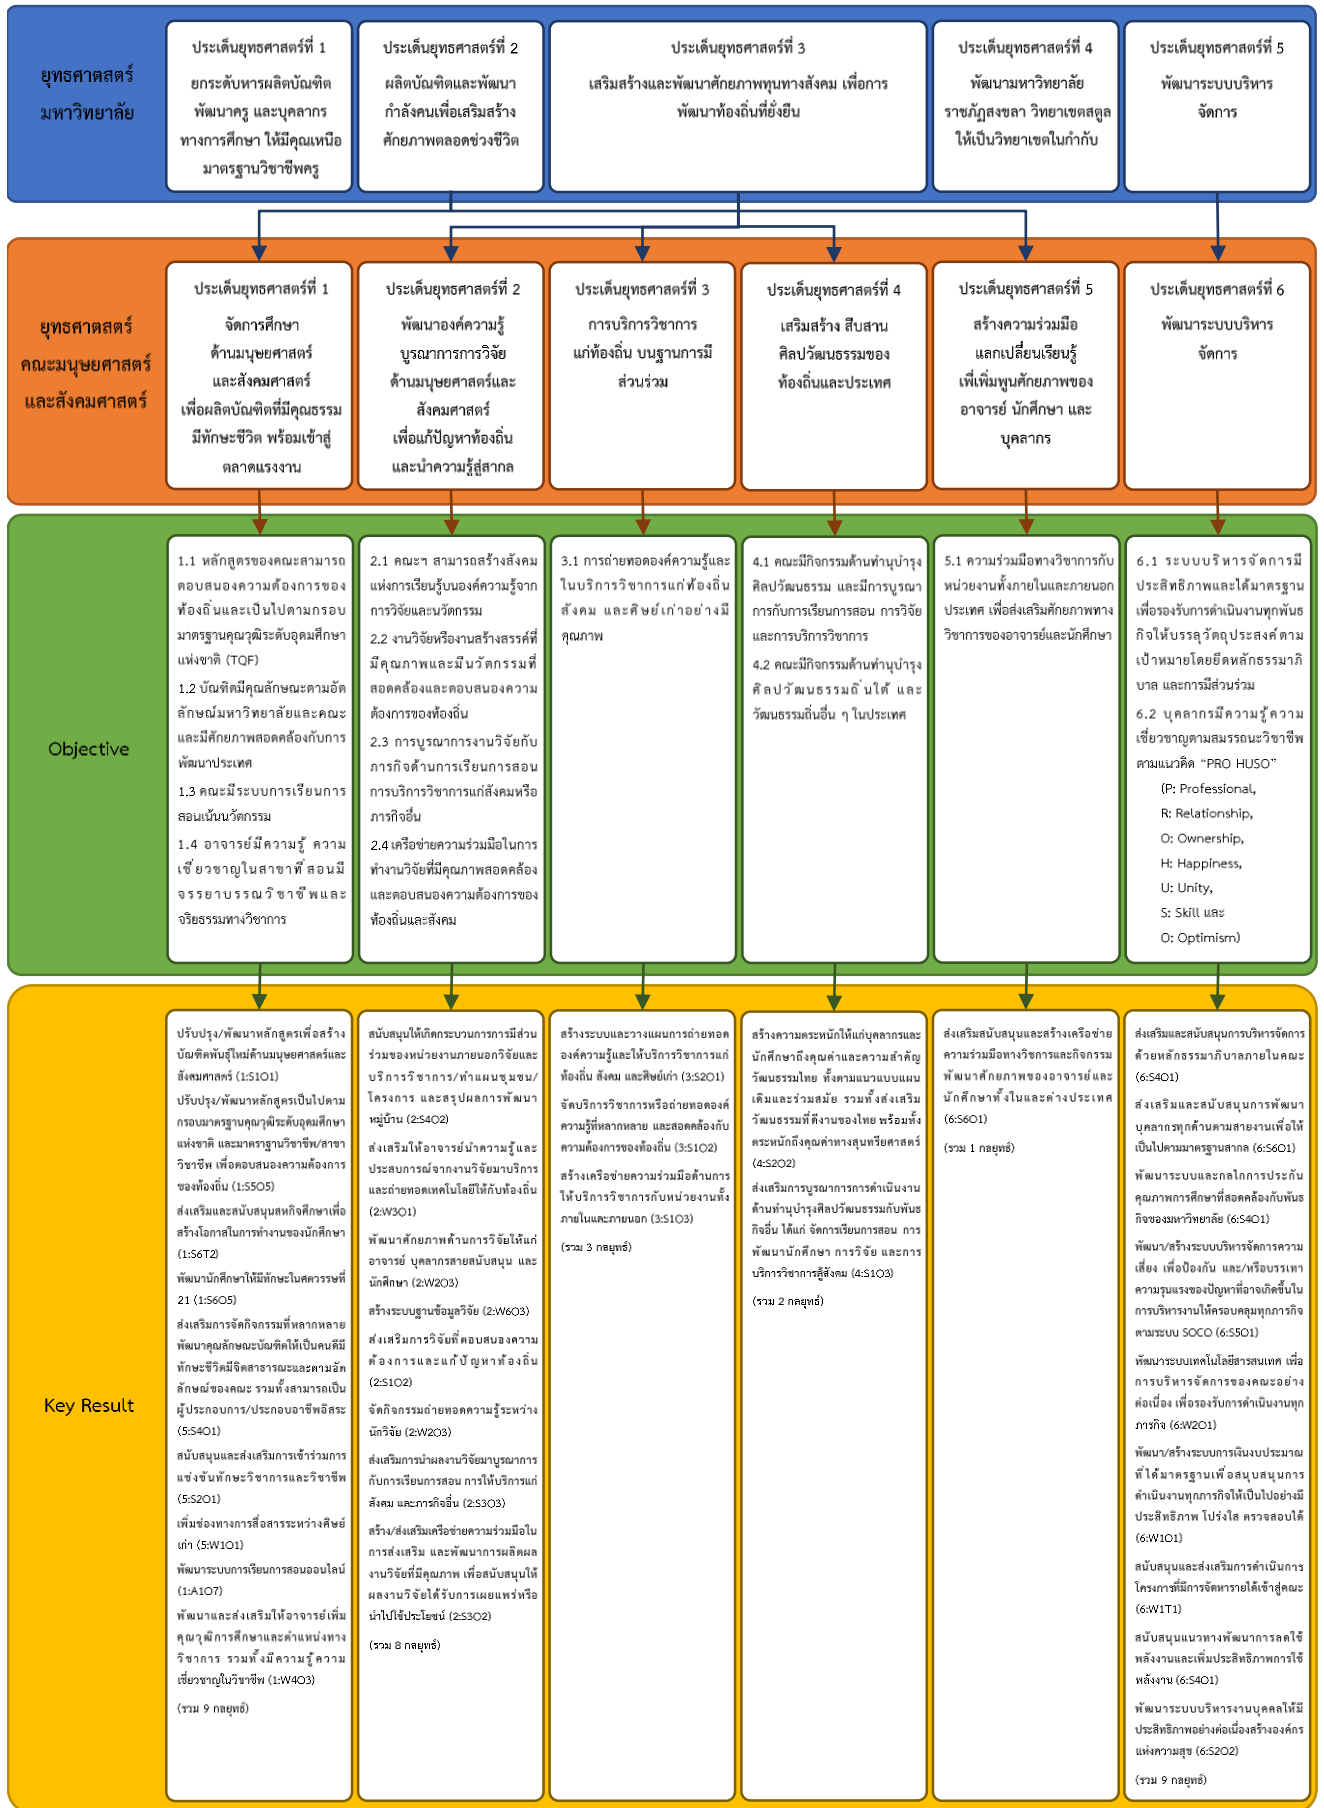 ยุทธศาตสตร์
มหาวิทยาลัย
ประเด็นยุทธศาสตร์ที่ 1
ยกระดับหารผลิตบัณฑิต
พัฒนาครู และบุคลากร
ทางการศึกษา ให้มีคุณเหนือ
มาตรฐานวิชาชีพครู
ประเด็นยุทธศาสตร์ที่ 2
ผลิตบัณฑิตและพัฒนา
กำลังคนเพื่อเสริมสร้าง
ศักยภาพตลอดช่วงชีวิต
ประเด็นยุทธศาสตร์ที่ 3
เสริมสร้างและพัฒนาศักยภาพทุนทางสังคม เพื่อการ
พัฒนาท้องถิ่นที่ยั่งยืน
ประเด็นยุทธศาสตร์ที่ 4
พัฒนามหาวิทยาลัย
ราชภัฏสงขลา วิทยาเขตสตูล
ให้เป็นวิทยาเขตในกำกับ
ประเด็นยุทธศาสตร์ที่ 5
พัฒนาระบบบริหาร
จัดการ
ยุทธศาตสตร์
คณะมนุษยศาสตร์
และสังคมศาสตร์
ประเด็นยุทธศาสตร์ที่ 1
จัดการศึกษา
ด้านมนุษยศาสตร์
และสังคมศาสตร์
เพื่อผลิตบัณฑิตที่มีคุณธรรม
มีทักษะชีวิต พร้อมเข้าสู่
ตลาดแรงงาน
ประเด็นยุทธศาสตร์ที่ 2
พัฒนาองค์ความรู้
บูรณาการการวิจัย
ด้านมนุษยศาสตร์และ
สังคมศาสตร์
เพื่อแก้ปัญหาท้องถิ่น
และนำความรู้สู่สากล
ประเด็นยุทธศาสตร์ที่ 3
การบริการวิชาการ
แก่ท้องถิ่น บนฐานการมี
ส่วนร่วม
ประเด็นยุทธศาสตร์ที่ 4
เสริมสร้าง สืบสาน
ศิลปวัฒนธรรมของ
ท้องถิ่นและประเทศ
ประเด็นยุทธศาสตร์ที่ 5
สร้างความร่วมมือ
แลกเปลี่ยนเรียนรู้
เพี่เพิ่มพูนศักยภาพของ
อาจารย์ นักศึกษา และ
บุคลากร
ประเด็นยุทธศาสตร์ที่ 6
พัฒนาระบบบริหาร
จัดการ
Objective
1.1 หลักสูตรของคณะสามารถ
ตอบสนองความต้องการของ
ท้องถิ่นและเป็นไปตามกรอบ
มาตรฐานคุณวุฒิระดับอุดมศึกษา
แห่งชาติ (TQF)
1.2 บัณฑิตมีคุณลักษณะตามอัต
ลักษณ์มหาวิทยาลัยและคณะ
และมีศักยภาพสอดคล้องกับการ
พัฒนาประเทศ
1.3 คณะมีระบบการเรียนการ
สอนเน้นนวัตกรรม
1.4 อาจารย์มีความรู้ ความ
เชี่ยวชาญในสาขาที่สอนมี
จรรยาบรรณวิชาชีพและ
จริยธรรมทางวิชาการ
2.1 คณะฯ สามารถสร้างสังคม
แห่งการเรียนรู้บนองค์ความรู้จาก
การวิจัยและนวัตกรรม
2.2 งานวิจัยหรืองานสร้างสรรค์ที่
มีคุณภาพและมีนวัตกรรมที่
สอดคล้องและตอบสนองความ
ต้องการของท้องถิ่น
2.3 การบูรณาการงานวิจัยกับ
ภารกิจด้านการเรียนการสอน
การบริการวิชาการแก่สังคมหรือ
ภารกิจอื่น
2.4 เครือข่ายความร่วมมือในการ
ทำงานวิจัยที่มีคุณภาพสอดคล้อง
และตอบสนองความต้องการของ
ท้องถิ่นและสังคม
3.1 การถ่ายทอดองค์ความรู้และ
ในบริการวิชาการแก่ท้องถิ่น
สังคม และศิษย์เก่าอย่างมี
คุณภาพ
4.1 คณะมีกิจกรรมด้านทำนุบำรุง
ศิลปวัฒนธรรม และมีการบูรณา
การกับการเรียนการสอน การวิจัย
และการบริการวิชาการ
4.2 คณะมีกิจกรรมด้านทำนุบำรุง
ศิลปวัฒนธรรมถิ่นใต้ และ
วัฒนธรรมถิ่นอื่น ๆ ในประเทศ
5.1 ความร่วมมือทางวิชาการกับ
หน่วยงานทั้งภายในและภายนอก
ประเทศ เพื่อส่งเสริมศักยภาพทาง
วิชาการของอาจารย์และนักศึกษา
6.1 ระบบบริหารจัดการมี
ประสิทธิภาพและได้มาตรฐาน
เพื่อรองรับการดำเนินงานทุกพันธ
กิจให้บรรลุวัตถุประสงค์ตาม
เป้าหมายโดยยึดหลักธรรมาภิ
บาล และการมีส่วนร่วม
6.2 บุคลากรมีความรู้ความ
เชี่ยวชาญตามสมรรถนะวิชาชีพ
ตามแนวคิด “PRO HUSO”
(P: Professional,
R: Relationship,
O: Ownership,
H: Happiness,
U: Unity,
S: Skill และ
O: Optimism)
Key Result
ปรับปรุง/พัฒนาหลักสูตรเพื่อสร้าง
บัณฑิตพันธุ์ใหม่ด้านมนุษยศาสตร์และ
สังคมศาสตร์ (1:S1O1)
ปรับปรุง/พัฒนาหลักสูตรเป็นไปตาม
กรอบมาตรฐานคุณวุฒิระดับอุดมศึกษา
แห่งชาติ และมาตราฐานวิชาชีพ/สาขา
วิชาชีพ เพื่อตอบสนองความต้องการ
ของท้องถิ่น (1:S5O5)
ส่งเสริมและสนับสนุนสหกิจศึกษาเพื่อ
สร้างโอกาสในการทำงานของนักศึกษา
(1:S6T2)
พัฒนานักศึกษาให้มีทักษะในศตวรรษที่
21 (1:S6O5)
ส่งเสริมการจัดกิจกรรมที่หลากหลาย
พัฒนาคุณลักษณะบัณฑิตให้เป็นคนดีมี
ทักษะชีวิตมีจิตสาธารณะและตามอัต
ลักษณ์ของคณะ รวมทั้งสามารถเป็น
ผู้ประกอบการ/ประกอบอาชีพอิสระ
(5:S4O1)
สนับสนุนและส่งเสริมการเข้าร่วมการ
แข่งขันทักษะวิชาการและวิชาชีพ
(5:S2O1)
เพิ่มช่องทางการสื่อสารระหว่างศิษย์
เก่า (5:W1O1)
พัฒนาระบบการเรียนการสอนออนไลน์
(1:A1O7)
พัฒนาและส่งเสริมให้อาจารย์เพิ่ม
คุณวุฒิการศึกษาและตำแหน่งทาง
วิชาการ รวมทั้งมีความรู้ความ
เชี่ยวชาญในวิชาชีพ (1:W4O3)
(รวม 9 กลยุทธ์)
สนับสนุนให้เกิดกระบวนการการมีส่วน
ร่วมของหน่วยงานภายนอกวิจัยและ
บริการวิชาการ/ทำแผนชุมชน/
โครงการ และสรุปผลการพัฒนา
หมู่บ้าน (2:S4O2)
ส่งเสริมให้อาจารย์นำความรู้และ
ประสบการณ์จากงานวิจัยมาบริการ
และถ่ายทอดเทคโนโลยีให้กับท้องถิ่น
(2:W3O1)
พัฒนาศักยภาพด้านการวิจัยให้แก่
อาจารย์ บุคลากรสายสนับสนุน และ
นักศึกษา (2:W2O3)
สร้างระบบฐานข้อมูลวิจัย (2:W6O3)
ส่งเสริมการวิจัยที่ตอบสนองความ
ต้องการและแก้ปัญหาท้องถิ่น
(2:S1O2)
จัดกิจกรรมถ่ายทอดความรู้ระหว่าง
นักวิจัย (2:W2O3)
ส่งเสริมการนำผลงานวิจัยมาบูรณาการ
กับการเรียนการสอน การให้บริการแก่
สังคม และภารกิจอื่น (2:S3O3)
สร้าง/ส่งเสริมเครือข่ายความร่วมมือใน
การส่งเสริม และพัฒนาการผลิตผล
งานวิจัยที่มีคุณภาพ เพื่อสนับสนุนให้
ผลงานวิจัยได้รับการเผยแพร่หรือ
นำไปใช้ประโยชน์ (2:S3O2)
(รวม 8 กลยุทธ์)
สร้างระบบและวางแผนการถ่ายทอด
องค์ความรู้และให้บริการวิชาการแก่
ท้องถิ่น สังคม และศิษย์เก่า (3:S2O1)
จัดบริการวิชาการหรือถ่ายทอดองค์
ความรู้ที่หลากหลาย และสอดคล้องกับ
ความต้องการของท้องถิ่น (3:S1O2)
สร้างเครือข่ายความร่วมมือด้านการ
ให้บริการวิชาการกับหน่วยงานทั้ง
ภายในและภายนอก (3:S1O3)
(รวม 3 กลยุทธ์)
สร้างความตระหนักให้แก่บุคลากรและ
นักศึกษาถึงคุณค่าและความสำคัญ
วัฒนธรรมไทย ทั้งตามแนวแบบแผน
เดิมและร่วมสมัย รวมทั้งส่งเสริม
วัฒนธรรมที่ดีงานของไทย พร้อมทั้ง
ตระหนักถึงคุณค่าทางสุนทรียศาสตร์
(4:S2O2)
ส่งเสริมการบูรณาการการดำเนินงาน
ด้านทำนุบำรุงศิลปวัฒนธรรมกับพันธ
กิจอื่น ได้แก่ จัดการเรียนการสอน การ
พัฒนานักศึกษา การวิจัย และการ
บริการวิชาการสู้สังคม (4:S1O3)
(รวม 2 กลยุทธ์)
ส่งเสริมสนับสนุนและสร้างเครือข่าย
ความร่วมมือทางวิชการและกิจกรรม
พัฒนาศักยภาพของอาจารย์และ
นักศึกษาทั้งในและต่างประเทศ
(6:S6O1)
(รวม 1 กลยุทธ์)
ส่งเสริมและสนับสนุนการบริหารจัดการ
ด้วยหลักธรรมาภิบาลภายในคณะ
(6:S4O1)
ส่งเสริมและสนับสนุนการพัฒนา
บุคลากรทุกด้านตามสายงานเพื่อให้
เป็นไปตามมาตรฐานสากล (6:S6O1)
พัฒนาระบบและกลไกการประกัน
คุณภาพการศึกษาที่สอดคล้องกับพันธ
กิจของมหาวิทยาลัย (6:S4O1)
พัฒนา/สร้างระบบบริหารจัดการความ
เสี่ยง เพื่อป้องกัน และ/หรือบรรเทา
ความรุนแรงของปัญหาที่อาจเกิดขึ้นใน
การบริหารงานให้ครอบคลุมทุกภารกิจ
ตามระบบ SOCO (6:S5O1)
พัฒนาระบบเทคโนโลยีสารสนเทศ เพื่อ
การบริหารจัดการของคณะอย่าง
ต่อเนื่อง เพื่อรองรับการดำเนินงานทุก
ภารกิจ (6:W2O1)
พัฒนา/สร้างระบบการเงินงบประมาณ
ที่ได้มาตรฐานเพื่อสนุบสนุนการ
ดำเนินงานทุกภารกิจให้เป็นไปอย่างมี
ประสิทธิภาพ โปร่งใส ตรวจสอบได้
(6:W1O1)
สนับสนุนและส่งเสริมการดำเนินการ
โครงการที่มีการจัดหารายได้เข้าสู่คณะ
(6:W1T1)
สนับสนุนแนวทางพัฒนาการลดใช้
พลังงานและเพิ่มประสิทธิภาพการใช้
พลังงาน (6:S4O1)
พัฒนาระบบบริหารงานบุคคลให้มี
ประสิทธิภาพอย่างต่อเนื่องสร้างองค์กร
แห่งความสุข (6:S2O2)
(รวม 9 กลยุทธ์)